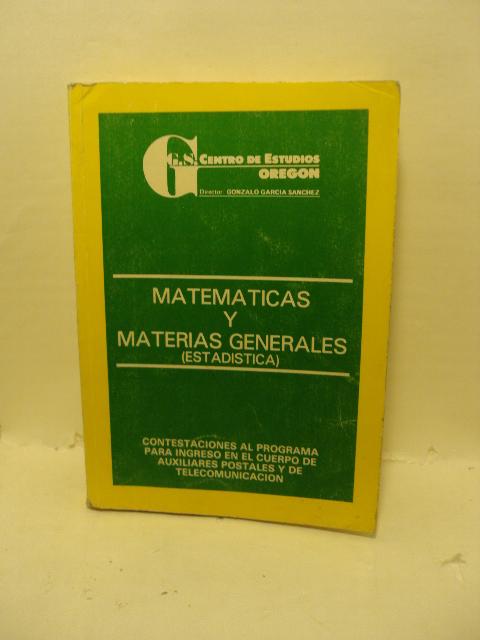 G G.S. CENTRO DE ESTUDIOS
OREGON
Director: GONZALO GARCIA SANCHEZ
MATEMATICAS
Y
MATERIAS GENERALES
(ESTADISTICA)
CONTESTACIONES AL PROGRAMA
PARA INGRESO EN EL CUERPO DE
AUXILIARES POSTALES Y DE
TELECOMUNICACION